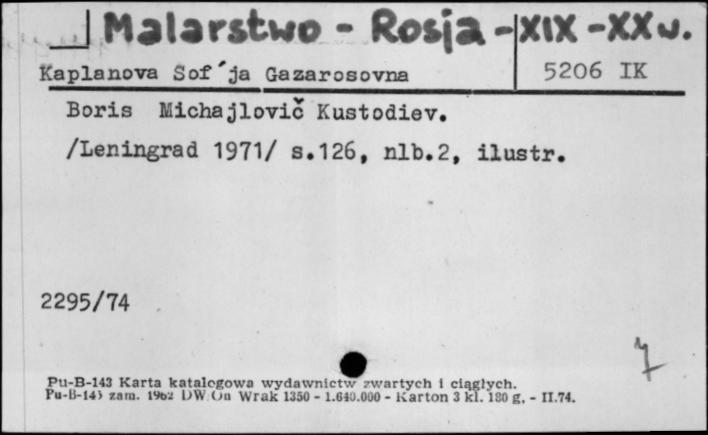 Malarstwo - Rosja - XIX - XX w.
Kaplanova Sof´ja Gazarosovna 5206 IK
Boris Michajlovič Kustodiev.
/Leningrad 1971/ s.126, nlb.2, ilustr.
2295/74
7
Pu-B-143 Karta katalogowa wydawnictw zwartych i ciągłych.
Pu-B-143 zam. 1962 DW Wrak 1350 - 1.640.000 - Karton 3 kl. 180 g. - II.74.